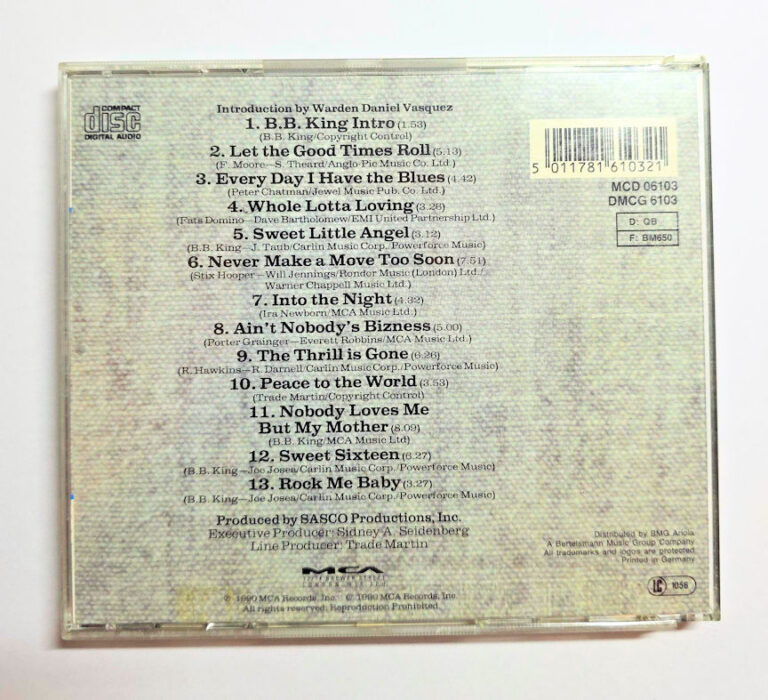 COMPACT
disc
DIGITAL AUDIO
Introduction by Warden Daniel Vasquez
1. B.B. King Intro (1.53)
(B.B. King/Copyright Control)
2. Let the Good Times Roll (5.13)
(F. Moore—S. Theard/Anglo-Pic Music Co. Ltd.)
3. Every Day I Have the Blues (4.42)
(Peter Chatman/Jewel Music Pub. Co. Ltd.)
4. Whole Lotta Loving (3.28)
(Fats Domino—Dave Bartholomew/EMI United Partnership Ltd.)
5. Sweet Little Angel (3.12)
(B.B. King—J. Taub/Carlin Music Corp./Powerforce Music)
6. Never Make a Move Too Soon (7.51)
(Stix Hooper—Will Jennings/Rondor Music (London) Ltd./
Warner Chappell Music Ltd.)
7. Into the Night (4.32)
(Ira Newborn/MCA Music Ltd.)
8. Ain't Nobody's Bizness (5.00)
(Porter Grainger—Everett Robbins/MCA Music Ltd.)
9. The Thrill is Gone (6.26)
(R. Hawkins—R. Darnell/Carlin Music Corp./Powerforce Music)
10. Peace to the World (3.53)
(Trade Martin/Copyright Control)
11. Nobody Loves Me
But My Mother (8.09)
(B.B. King/MCA Music Ltd)
12. Sweet Sixteen (6.27)
(B.B. King—Joe Josea/Carlin Music Corp./Powerforce Music)
13. Rock Me Baby (3.27)
(B.B. King—Joe Josea/Carlin Music Corp./Powerforce Music)
Produced by SASCO Productions, Inc.
Executive Producer: Sidney A. Seidenberg
Line Producer: Trade Martin
MCA
℗ 1990 MCA Records, Inc. © 1990 MCA Records, Inc.
All rights reserved. Reproduction Prohibited.
5 011781 610321
MCD 06103
DMCG 6103
D: QB
F: BM650
Distributed by BMG Ariola
A Bertelsmann Music Group Company
All trademarks and logos are protected
Printed in Germany
LC 1056